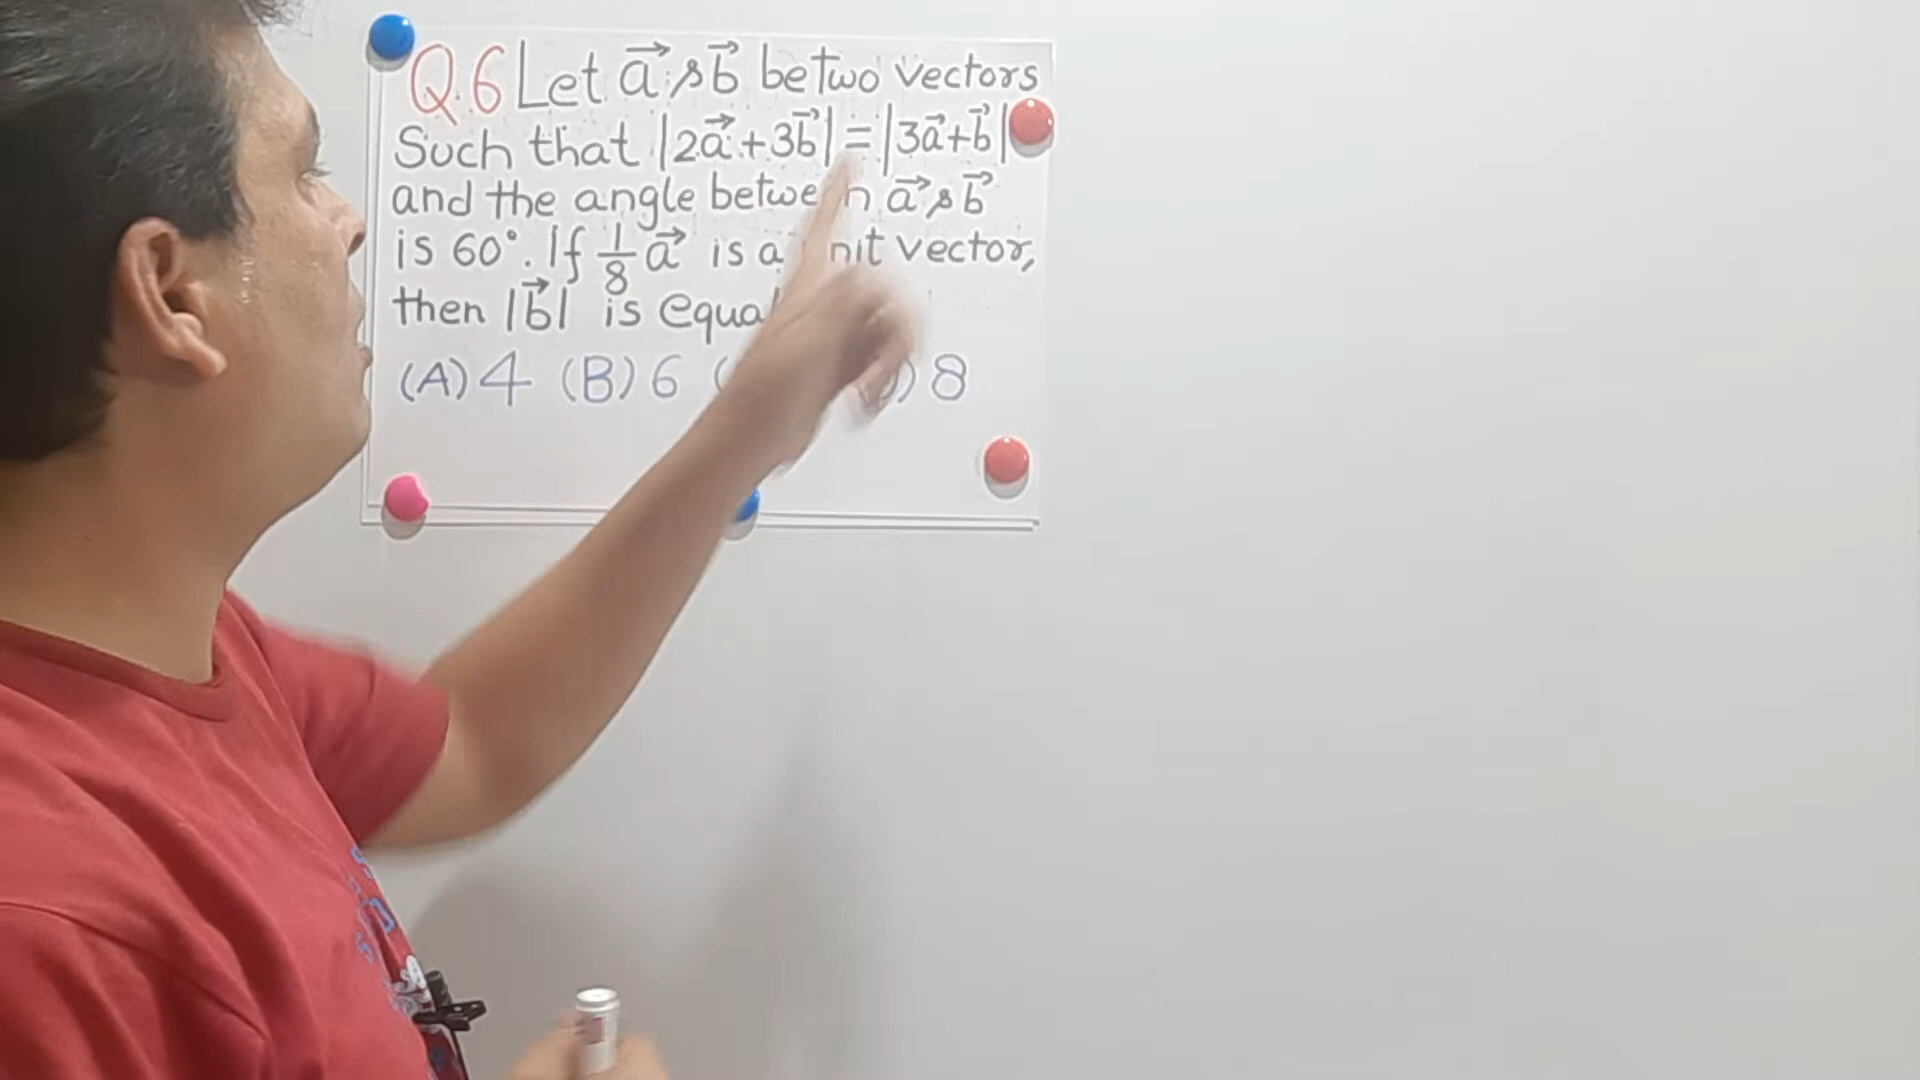 Q.6 Let a⃗ & b⃗ be two vectors
Such that |2a⃗+3b⃗|=|3a⃗+b⃗|
and the angle between a⃗ & b⃗
is 60°. If 1/8 a⃗ is a unit vector,
then |b⃗| is equal
(A) 4 (B) 6 ( D) 8